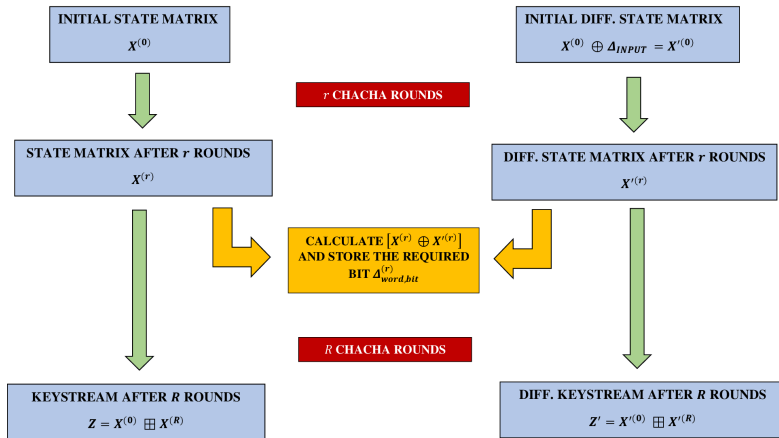 INITIAL STATE MATRIX
X^(0)
INITIAL DIFF. STATE MATRIX
X^(0) ⊕ Δ_INPUT = X'^(0)
r CHACHA ROUNDS
STATE MATRIX AFTER r ROUNDS
X^(r)
DIFF. STATE MATRIX AFTER r ROUNDS
X'^(r)
CALCULATE [X^(r) ⊕ X'^(r)]
AND STORE THE REQUIRED
BIT Δ^(r)_word,bit
R CHACHA ROUNDS
KEYSTREAM AFTER R ROUNDS
Z = X^(0) ⊞ X^(R)
DIFF. KEYSTREAM AFTER R ROUNDS
Z' = X'^(0) ⊞ X'^(R)